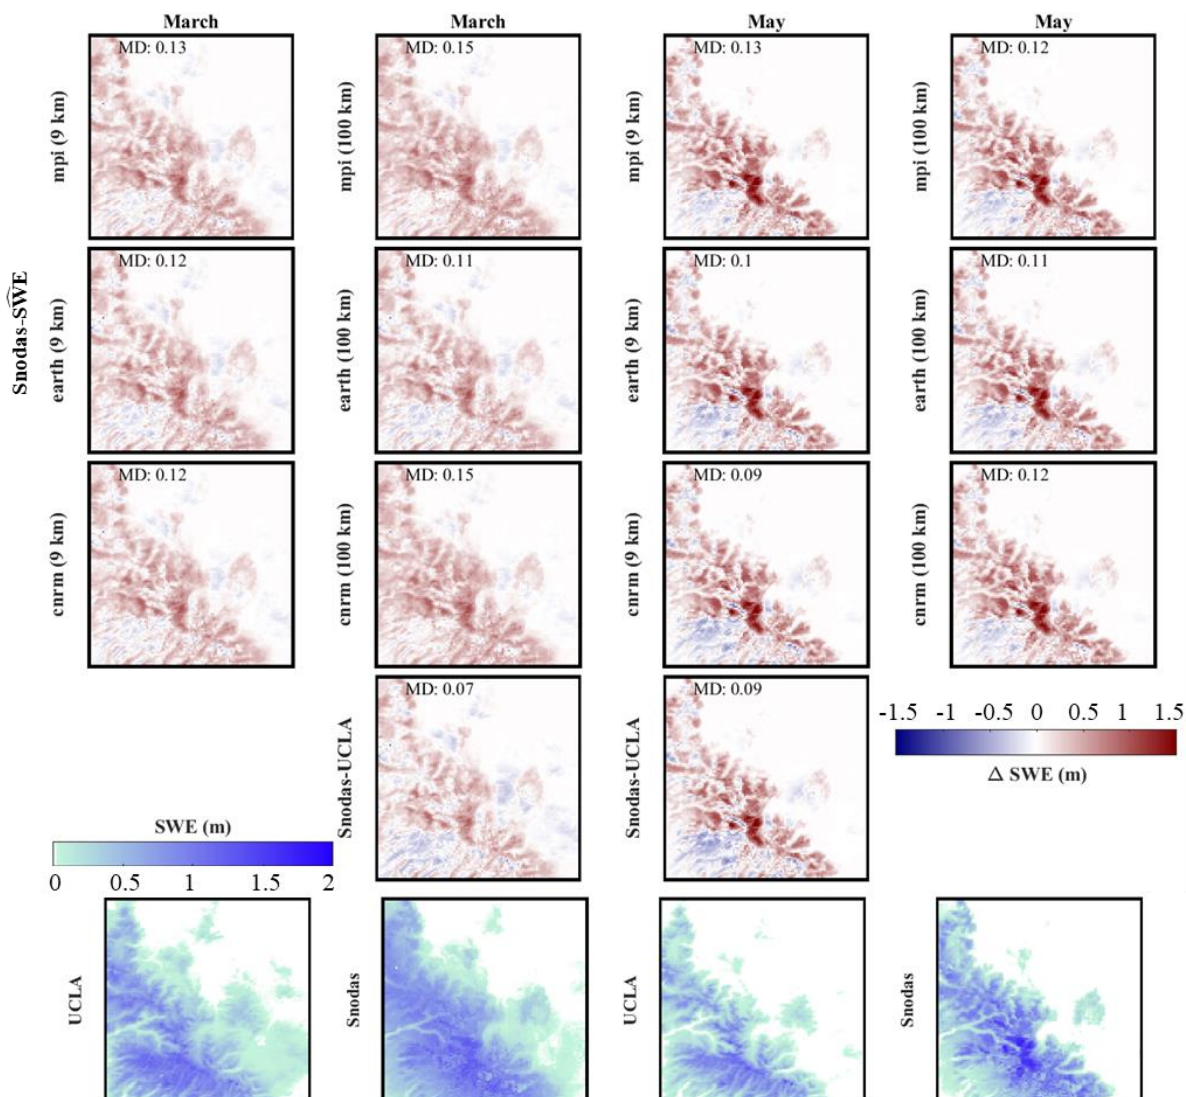 March March May May
MD: 0.13 MD: 0.15 MD: 0.13 MD: 0.12
mpi (9 km) mpi (100 km) mpi (9 km) mpi (100 km)
Snodas-SŴE
MD: 0.12 MD: 0.11 MD: 0.1 MD: 0.11
earth (9 km) earth (100 km) earth (9 km) earth (100 km)
MD: 0.12 MD: 0.15 MD: 0.09 MD: 0.12
cnrm (9 km) cnrm (100 km) cnrm (9 km) cnrm (100 km)
MD: 0.07 MD: 0.09
Snodas-UCLA Snodas-UCLA
-1.5 -1 -0.5 0 0.5 1 1.5
Δ SWE (m)
SWE (m)
0 0.5 1 1.5 2
UCLA Snodas UCLA Snodas